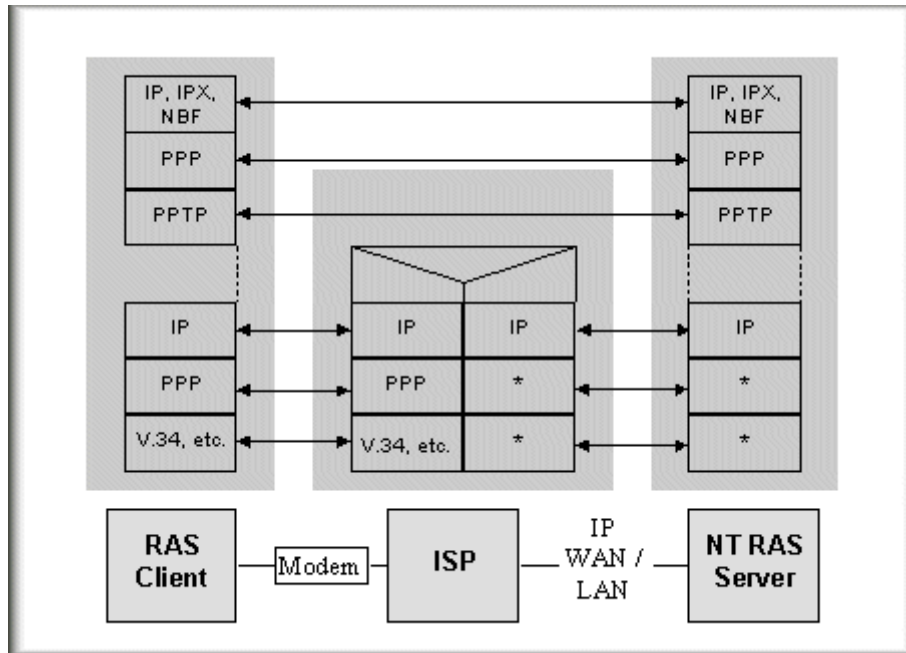 IP, IPX,
NBF
IP, IPX,
NBF
PPP
PPP
PPTP
PPTP
IP
IP
IP
IP
PPP
PPP
*
*
V.34, etc.
V.34, etc.
*
*
RAS
Client
Modem
ISP
IP
WAN /
LAN
NT RAS
Server